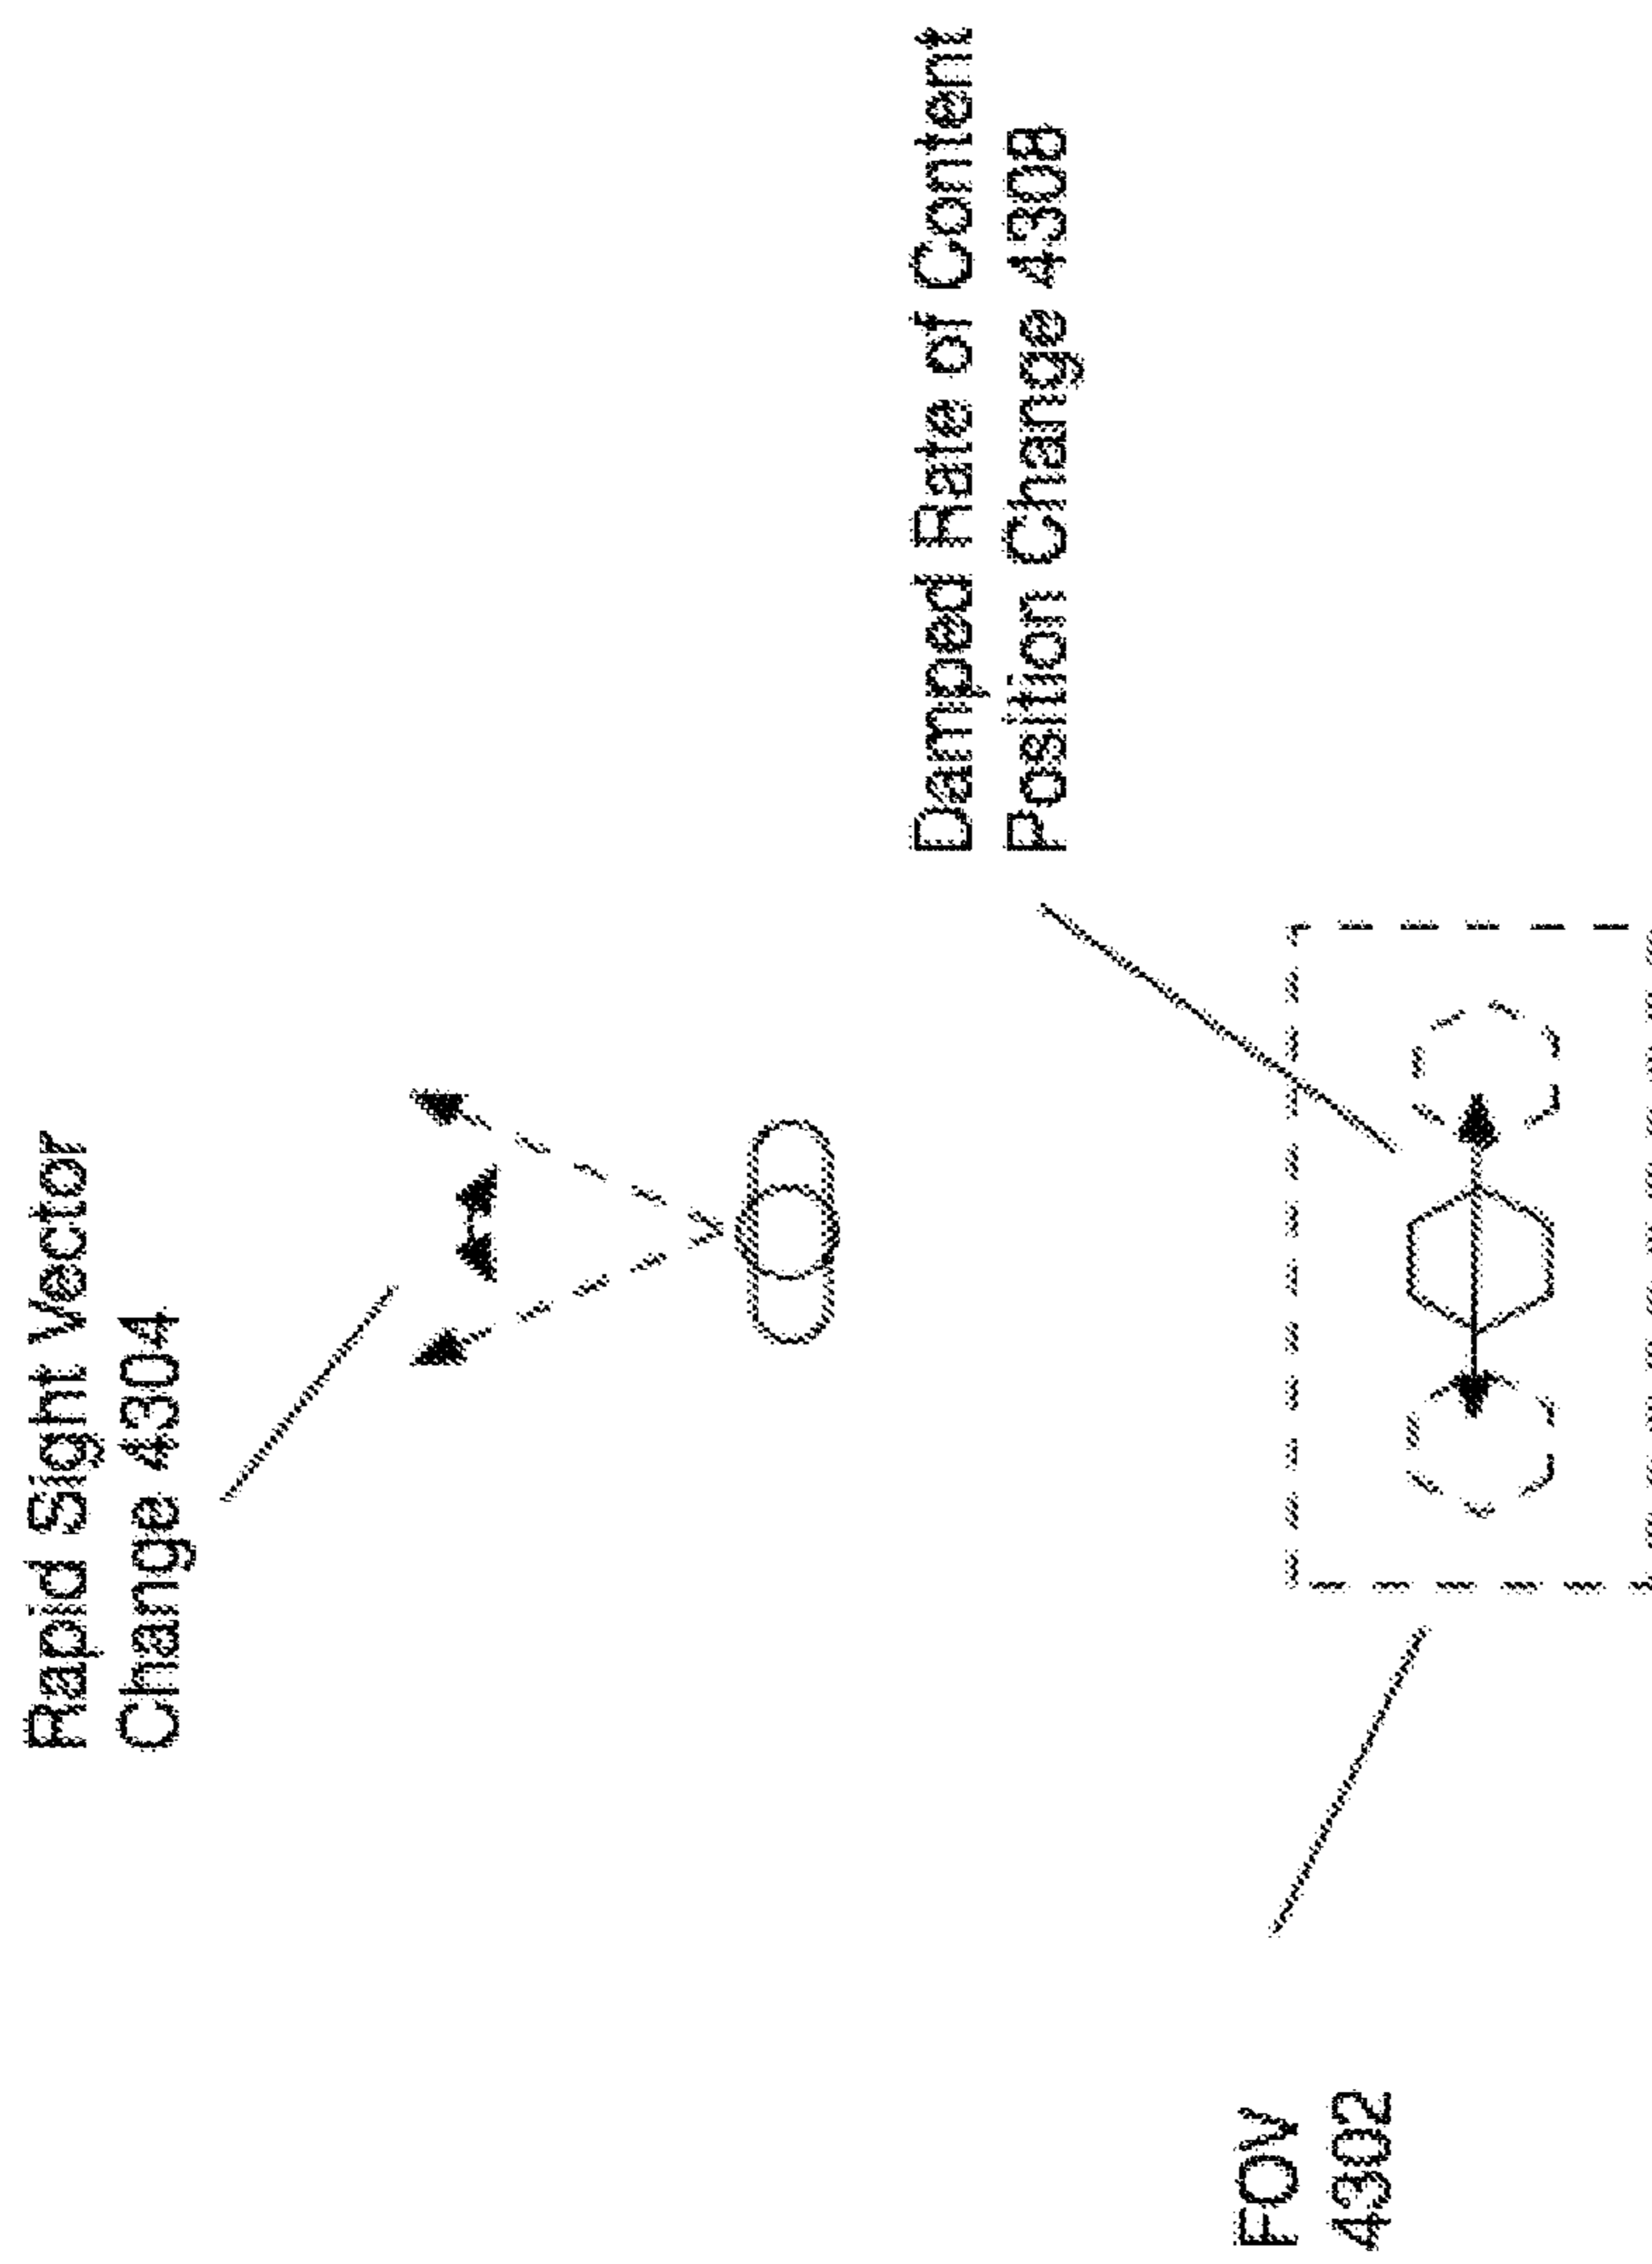 Rapid Sight Vector
Change 4304
Damped Rate of Content
Position Change 4308
FOV
4302